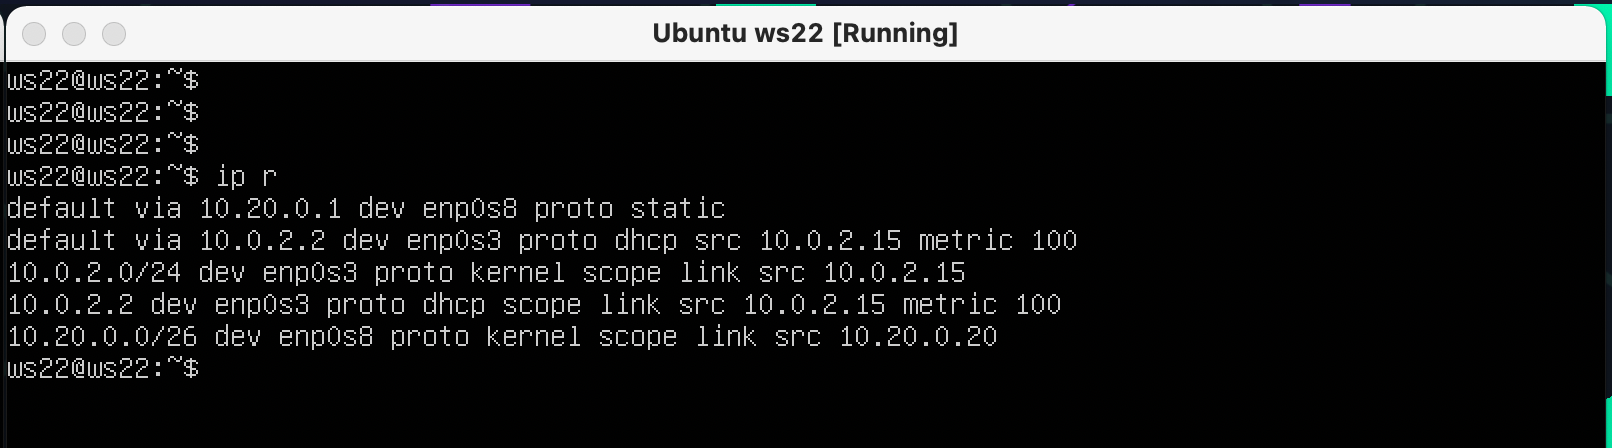 Ubuntu ws22 [Running]
ws22@ws22:~$
ws22@ws22:~$
ws22@ws22:~$
ws22@ws22:~$ ip r
default via 10.20.0.1 dev enp0s8 proto static
default via 10.0.2.2 dev enp0s3 proto dhcp src 10.0.2.15 metric 100
10.0.2.0/24 dev enp0s3 proto kernel scope link src 10.0.2.15
10.0.2.2 dev enp0s3 proto dhcp scope link src 10.0.2.15 metric 100
10.20.0.0/26 dev enp0s8 proto kernel scope link src 10.20.0.20
ws22@ws22:~$